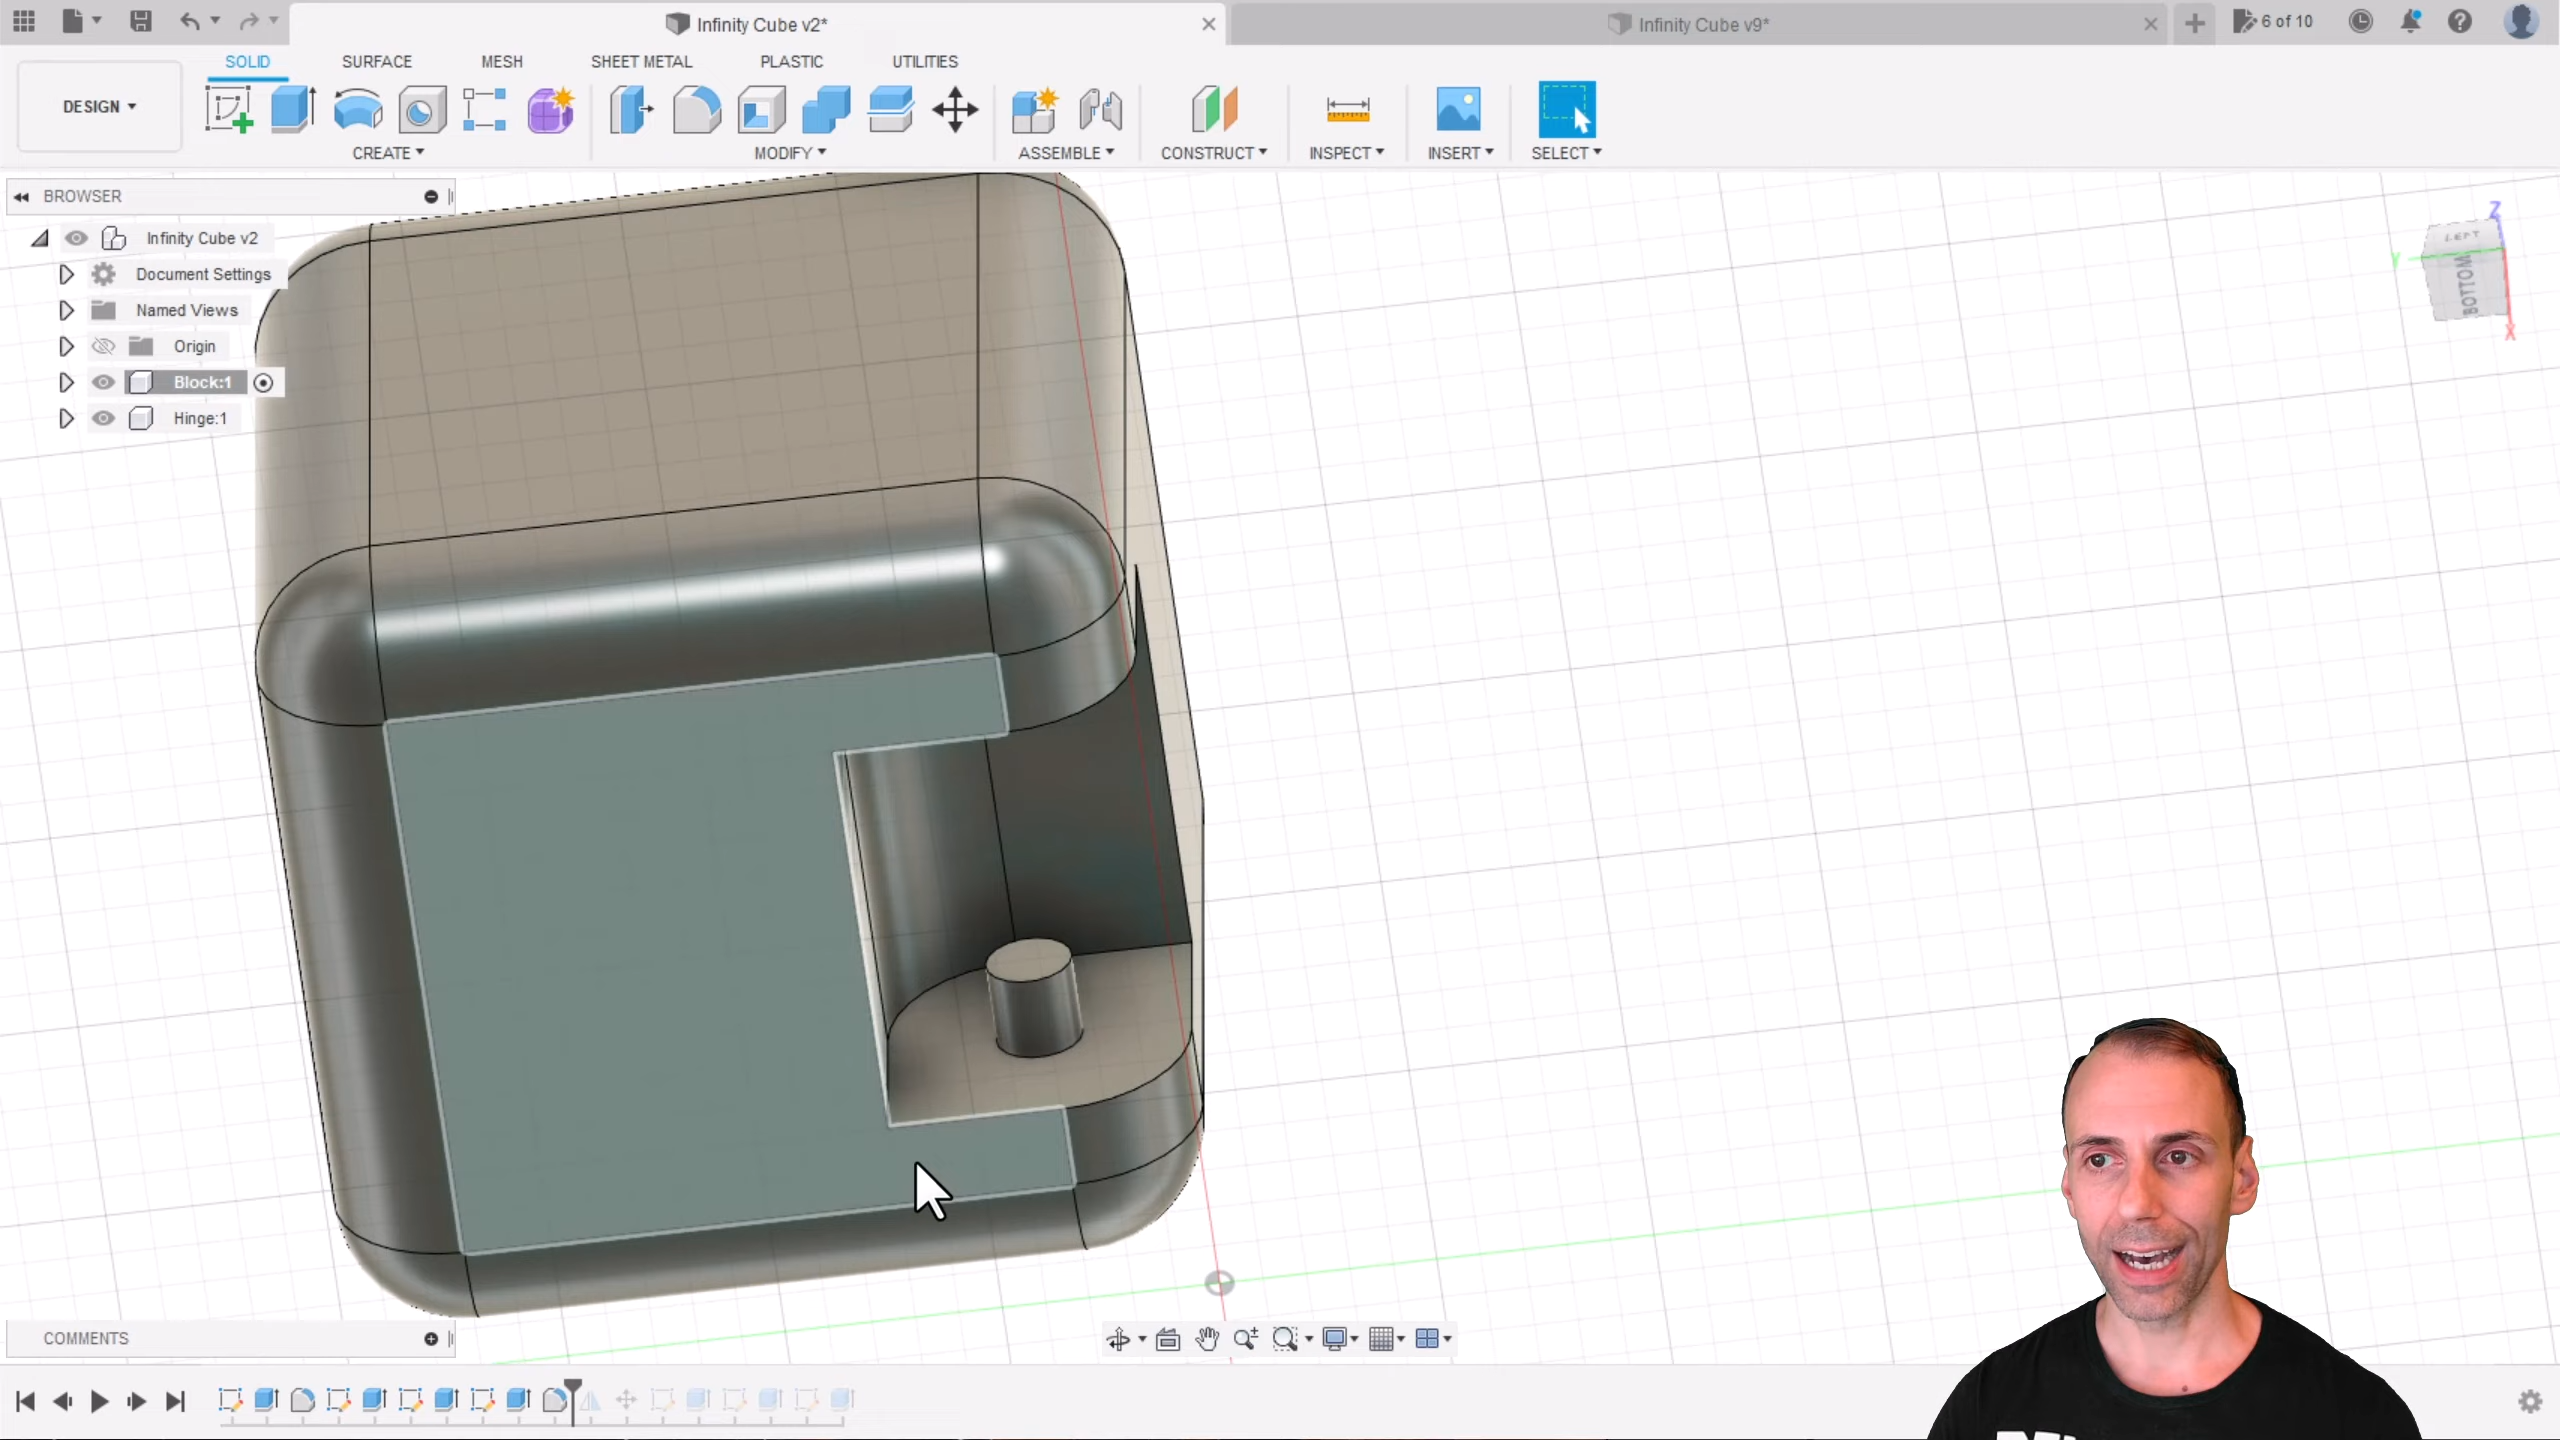 Infinity Cube v2*
Infinity Cube v9*
6 of 10
SOLID
SURFACE
MESH
SHEET METAL
PLASTIC
UTILITIES
DESIGN
CREATE
MODIFY
ASSEMBLE
CONSTRUCT
INSPECT
INSERT
SELECT
BROWSER
Infinity Cube v2
Document Settings
Named Views
Origin
Block:1
Hinge:1
Z
LEFT
Y
BOTTOM
X
COMMENTS